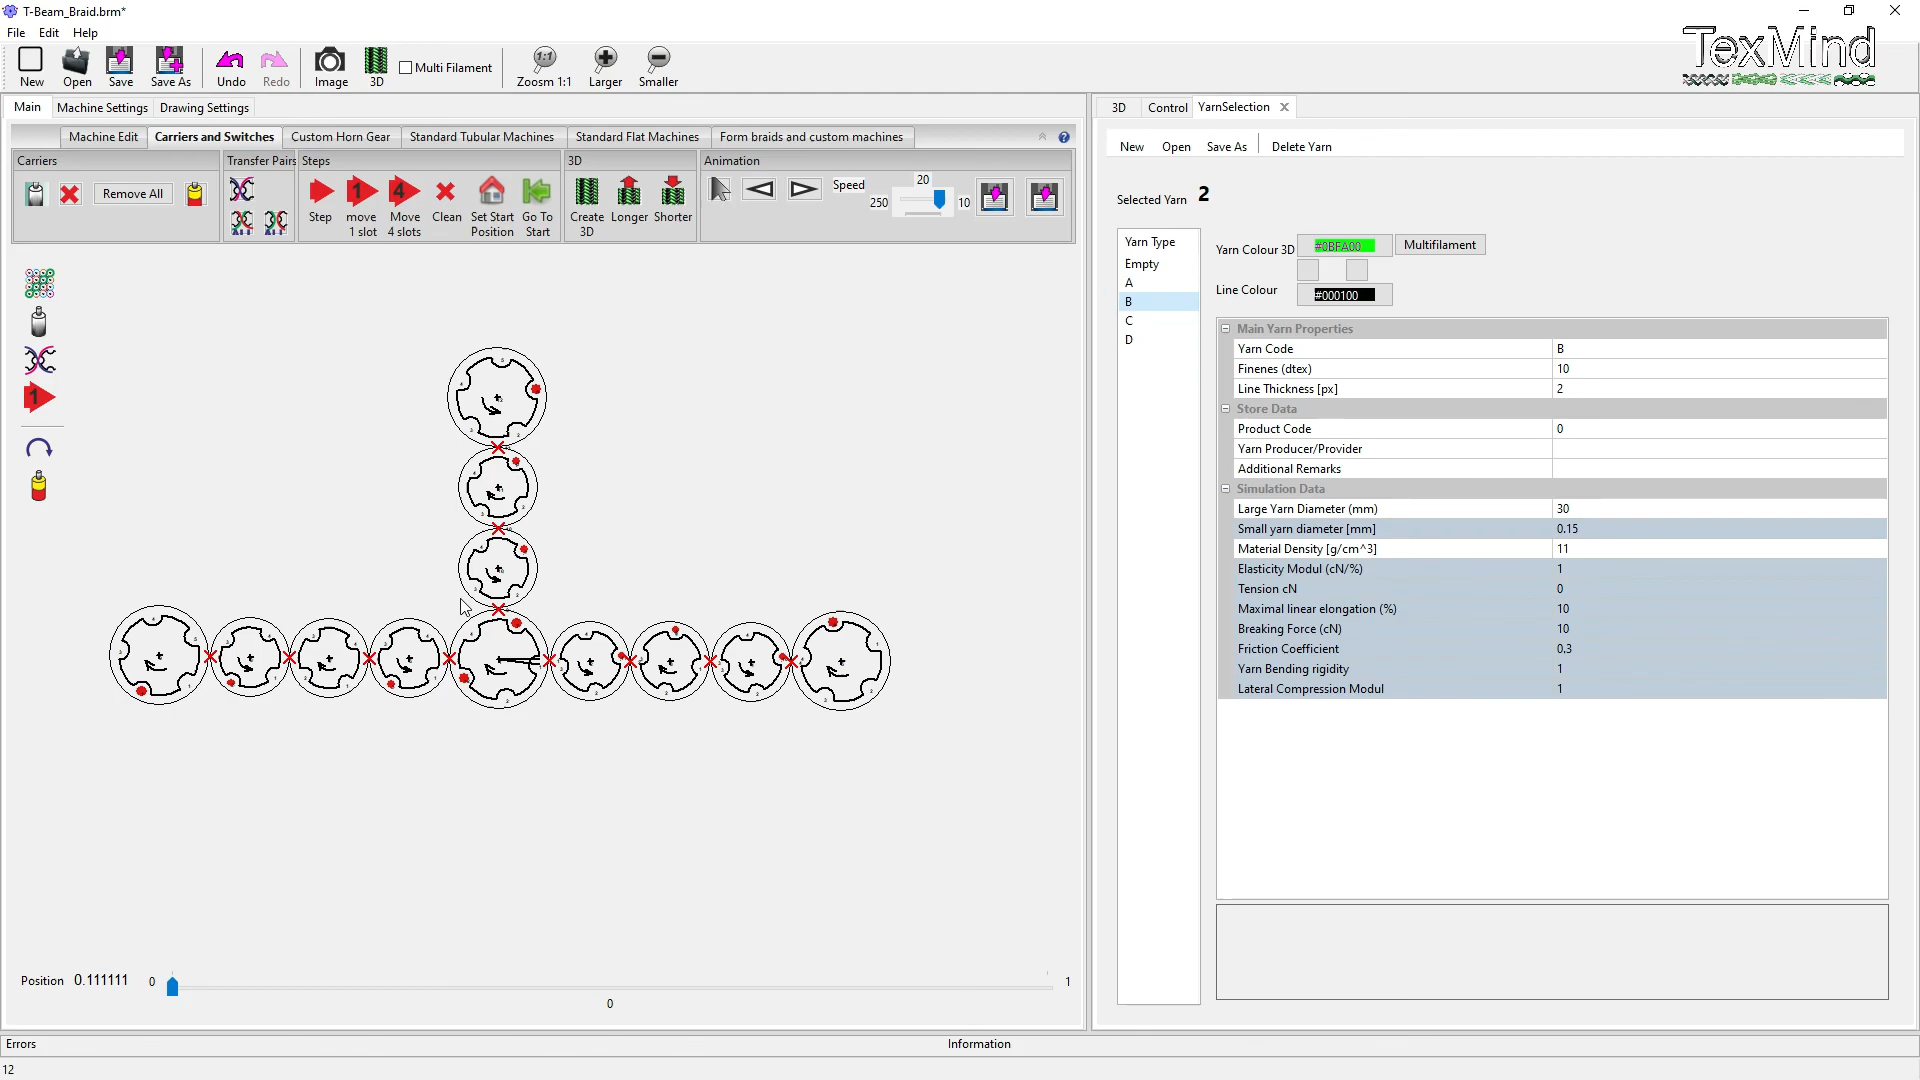 T-Beam_Braid.brm*
File Edit Help
TexMind
New Open Save Save As Undo Redo Image 3D Multi Filament Zoosm 1:1 Larger Smaller
Main Machine Settings Drawing Settings
3D Control YarnSelection
Machine Edit Carriers and Switches Custom Horn Gear Standard Tubular Machines Standard Flat Machines Form braids and custom machines
New Open Save As Delete Yarn
Carriers Transfer Pairs Steps 3D Animation
Remove All
Step move 1 slot Move 4 slots Clean Set Start Position Go To Start
Create 3D Longer Shorter
Speed 250 20 10
Selected Yarn 2
Yarn Type
Empty
A
B
C
D
Yarn Colour 3D #0BFA00 Multifilament
Line Colour #000100
Main Yarn Properties
Yarn Code B
Finenes (dtex) 10
Line Thickness [px] 2
Store Data
Product Code 0
Yarn Producer/Provider
Additional Remarks
Simulation Data
Large Yarn Diameter (mm) 30
Small yarn diameter [mm] 0.15
Material Density [g/cm^3] 11
Elasticity Modul (cN/%) 1
Tension cN 0
Maximal linear elongation (%) 10
Breaking Force (cN) 10
Friction Coefficient 0.3
Yarn Bending rigidity 1
Lateral Compression Modul 1
Position 0.111111 0 1
0
Errors Information
12